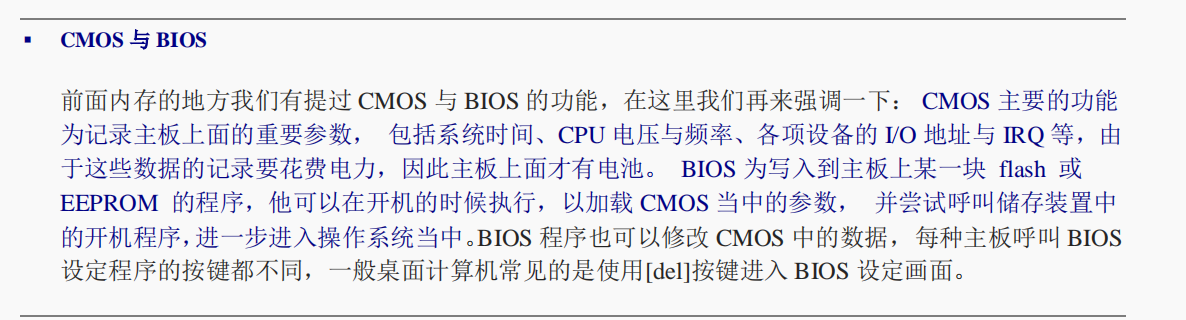 ▪ CMOS 与 BIOS
前面内存的地方我们有提过 CMOS 与 BIOS 的功能，在这里我们再来强调一下： CMOS 主要的功能
为记录主板上面的重要参数， 包括系统时间、CPU 电压与频率、各项设备的 I/O 地址与 IRQ 等，由
于这些数据的记录要花费电力，因此主板上面才有电池。 BIOS 为写入到主板上某一块 flash 或
EEPROM 的程序，他可以在开机的时候执行，以加载 CMOS 当中的参数， 并尝试呼叫储存装置中
的开机程序，进一步进入操作系统当中。BIOS 程序也可以修改 CMOS 中的数据，每种主板呼叫 BIOS
设定程序的按键都不同，一般桌面计算机常见的是使用[del]按键进入 BIOS 设定画面。